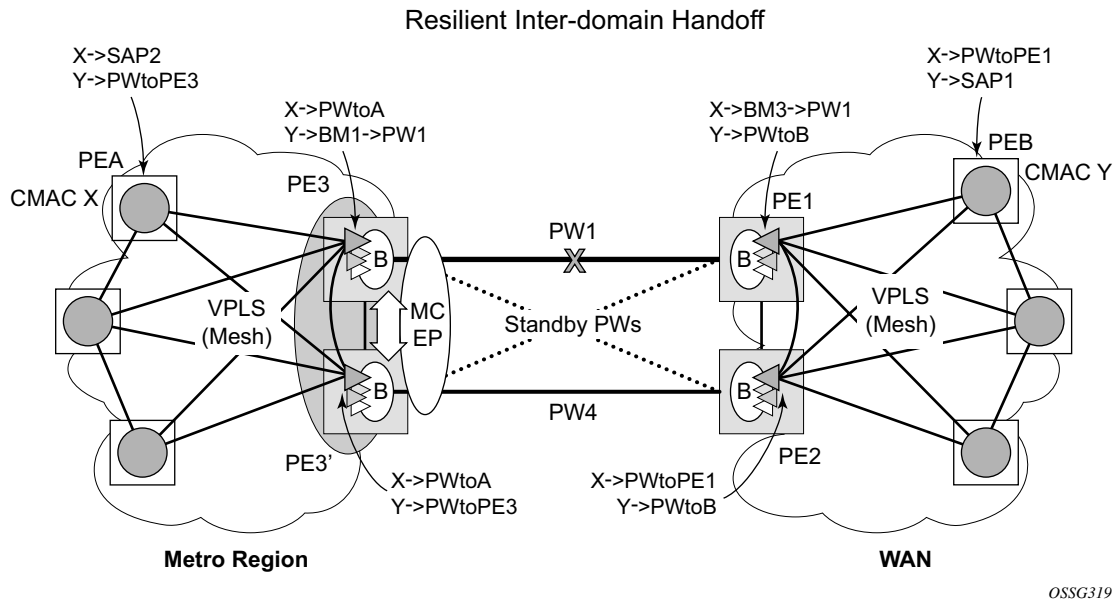 Resilient Inter-domain Handoff
X->SAP2
Y->PWtoPE3
X->PWtoA
Y->BM1->PW1
X->BM3->PW1
Y->PWtoB
X->PWtoPE1
Y->SAP1
PEA
CMAC X
PE3
PE1
PEB
CMAC Y
PW1
B
B
VPLS
(Mesh)
MC
EP
Standby PWs
VPLS
(Mesh)
B
B
PW4
PE3’
PE2
X->PWtoA
Y->PWtoPE3
X->PWtoPE1
Y->PWtoB
Metro Region
WAN
OSSG319